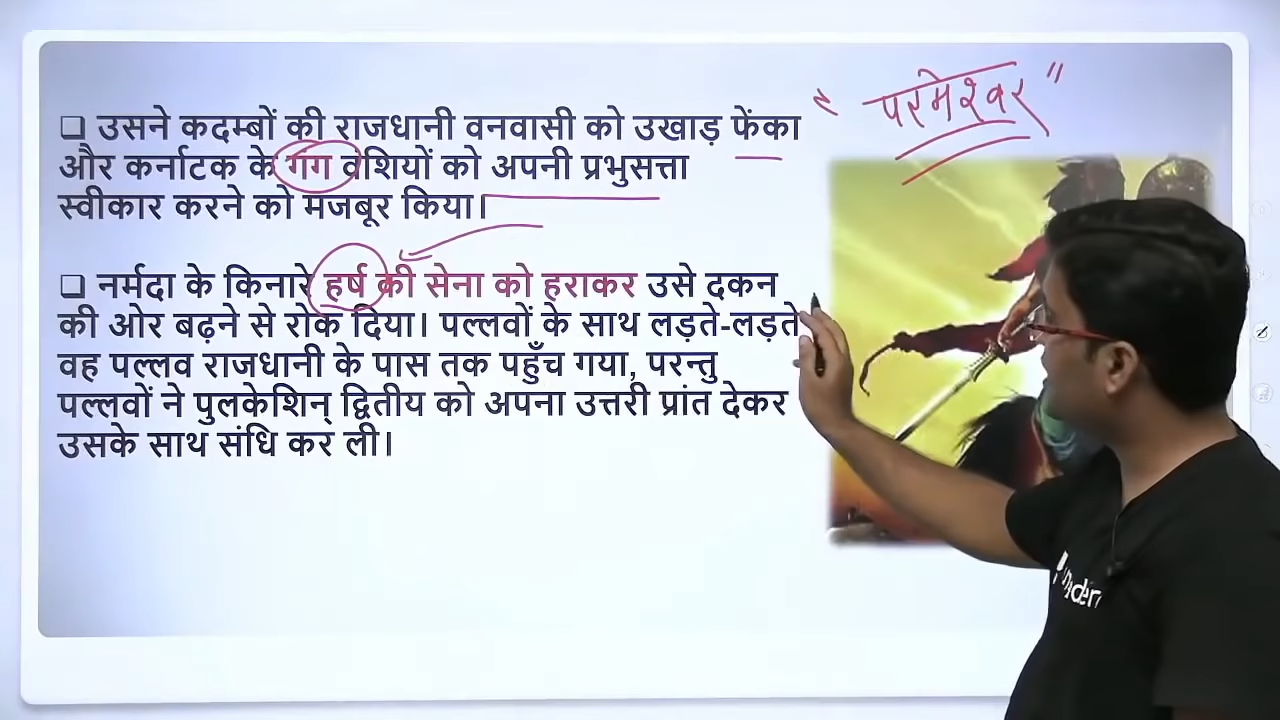 “ परमेश्वर ”
❑ उसने कदम्बों की राजधानी वनवासी को उखाड़ फेंका
और कर्नाटक के गंग वंशियों को अपनी प्रभुसत्ता
स्वीकार करने को मजबूर किया।
❑ नर्मदा के किनारे हर्ष की सेना को हराकर उसे दकन
की ओर बढ़ने से रोक दिया। पल्लवों के साथ लड़ते-लड़ते
वह पल्लव राजधानी के पास तक पहुँच गया, परन्तु
पल्लवों ने पुलकेशिन् द्वितीय को अपना उत्तरी प्रांत देकर
उसके साथ संधि कर ली।